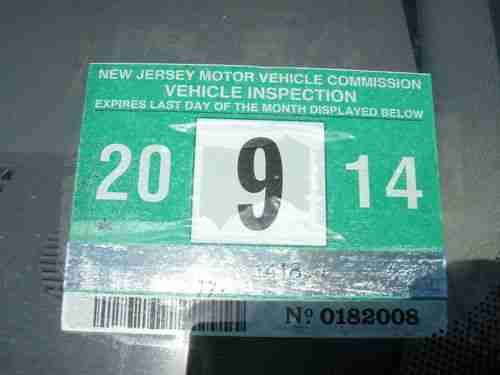 NEW JERSEY MOTOR VEHICLE COMMISSION
VEHICLE INSPECTION
EXPIRES LAST DAY OF THE MONTH DISPLAYED BELOW
20 9 14
Nº 0182008